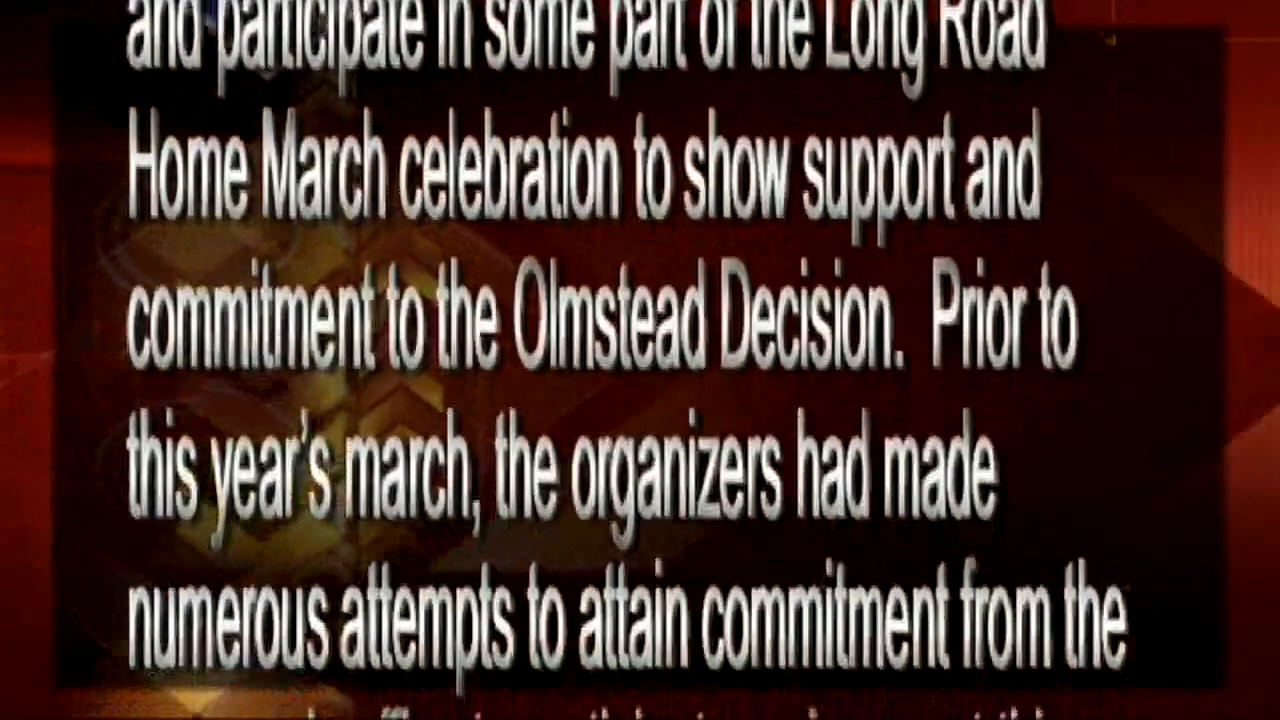 and participate in some part of the Long Road
Home March celebration to show support and
commitment to the Olmstead Decision.  Prior to
this year's march, the organizers had made
numerous attempts to attain commitment from the